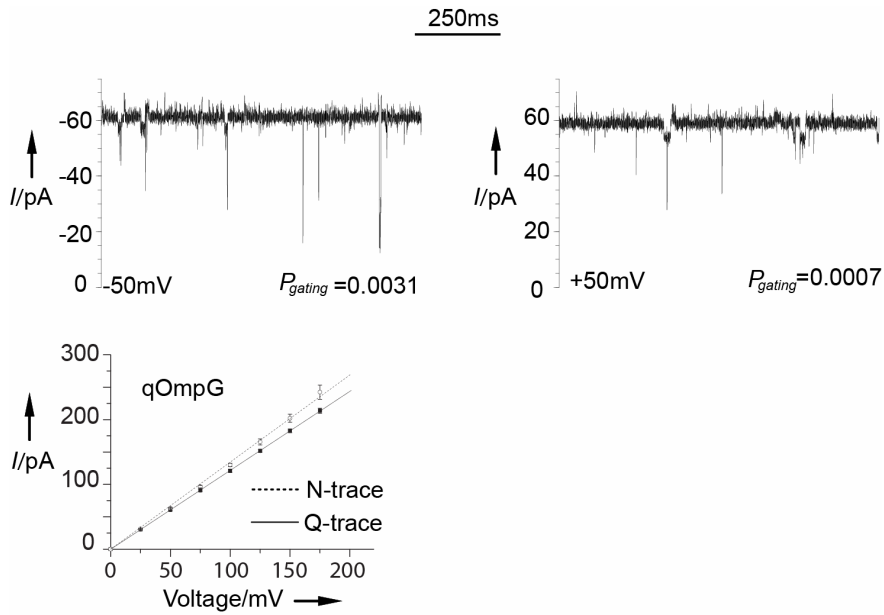 250ms
-60
-40
-20
0
I/pA
-50mV
Pgating=0.0031
60
40
20
0
I/pA
+50mV
Pgating=0.0007
300
200
100
0
I/pA
qOmpG
N-trace
Q-trace
0 50 100 150 200
Voltage/mV